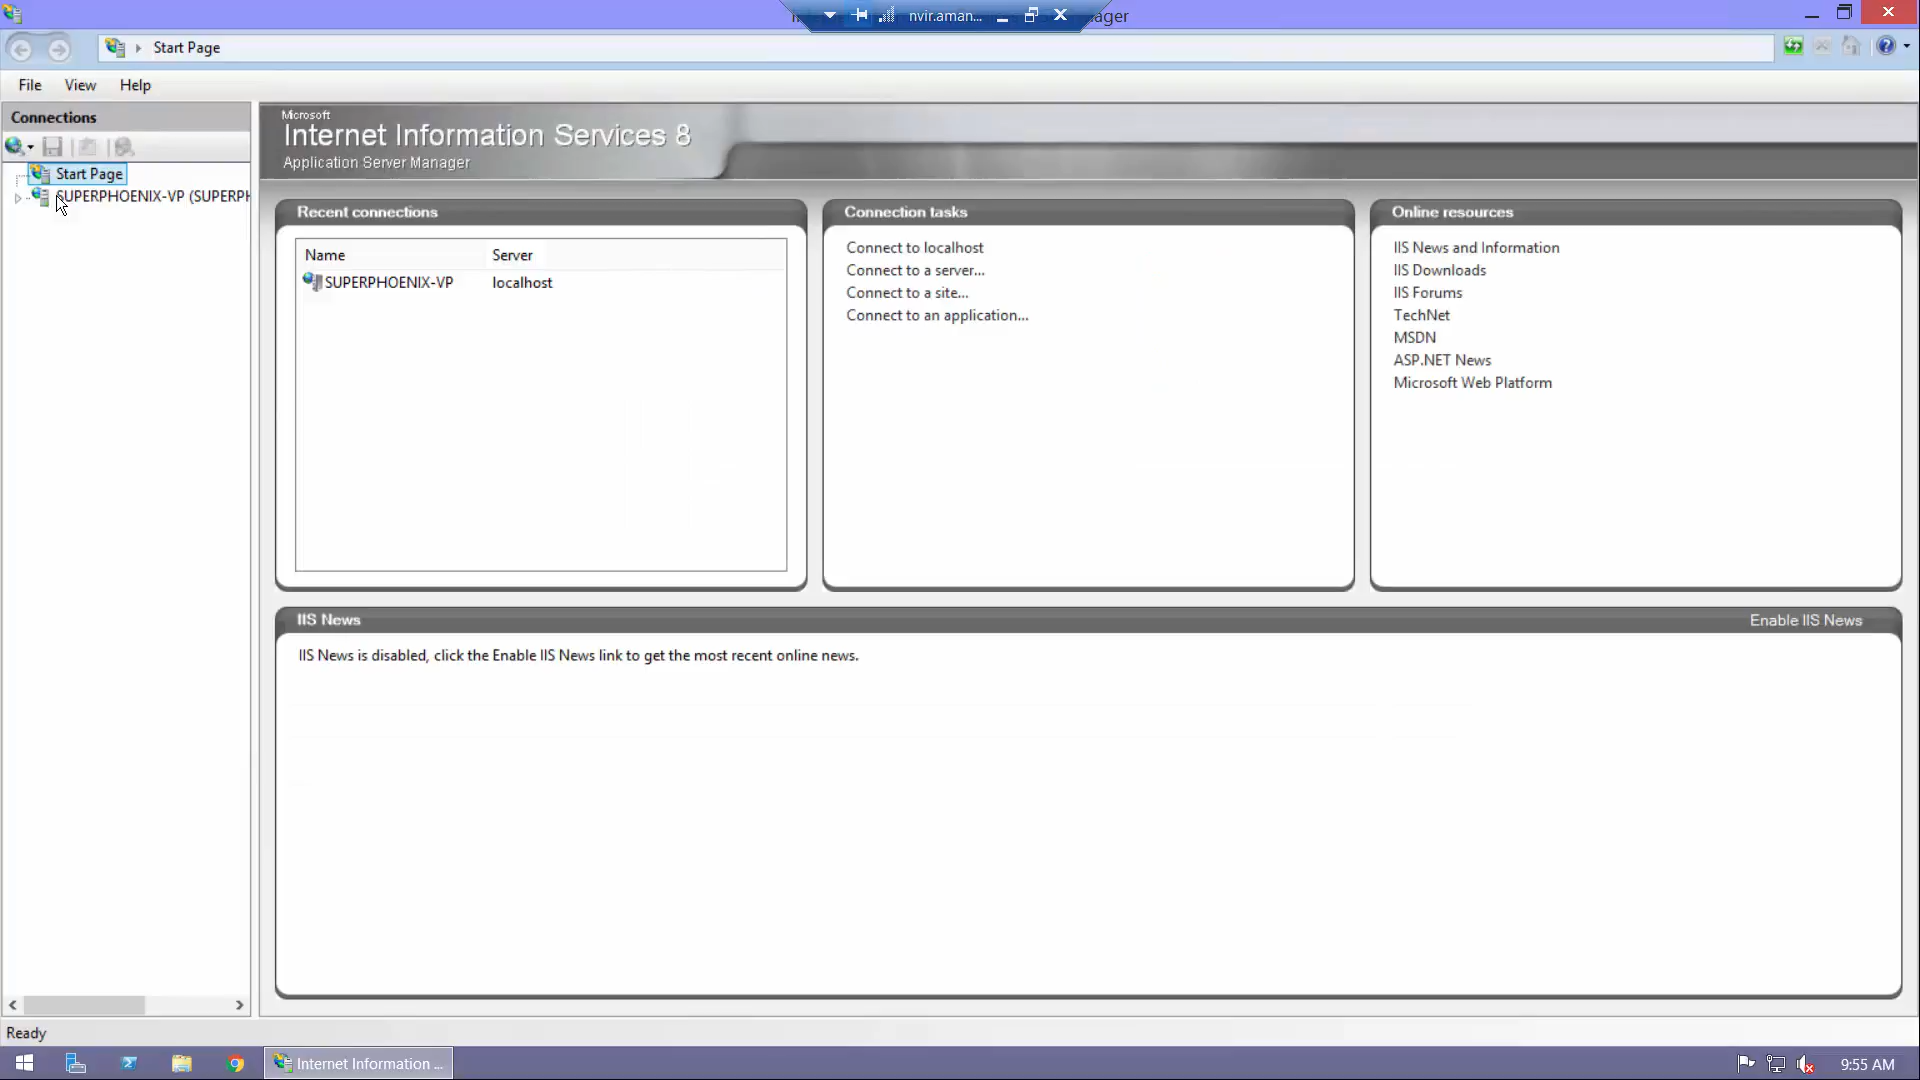 nvir.aman...
ager
Start Page
File View Help
Connections
Start Page
SUPERPHOENIX-VP (SUPERPH
Microsoft
Internet Information Services 8
Application Server Manager
Recent connections
Name Server
SUPERPHOENIX-VP localhost
Connection tasks
Connect to localhost
Connect to a server...
Connect to a site...
Connect to an application...
Online resources
IIS News and Information
IIS Downloads
IIS Forums
TechNet
MSDN
ASP.NET News
Microsoft Web Platform
IIS News Enable IIS News
IIS News is disabled, click the Enable IIS News link to get the most recent online news.
Ready
Internet Information ...
9:55 AM